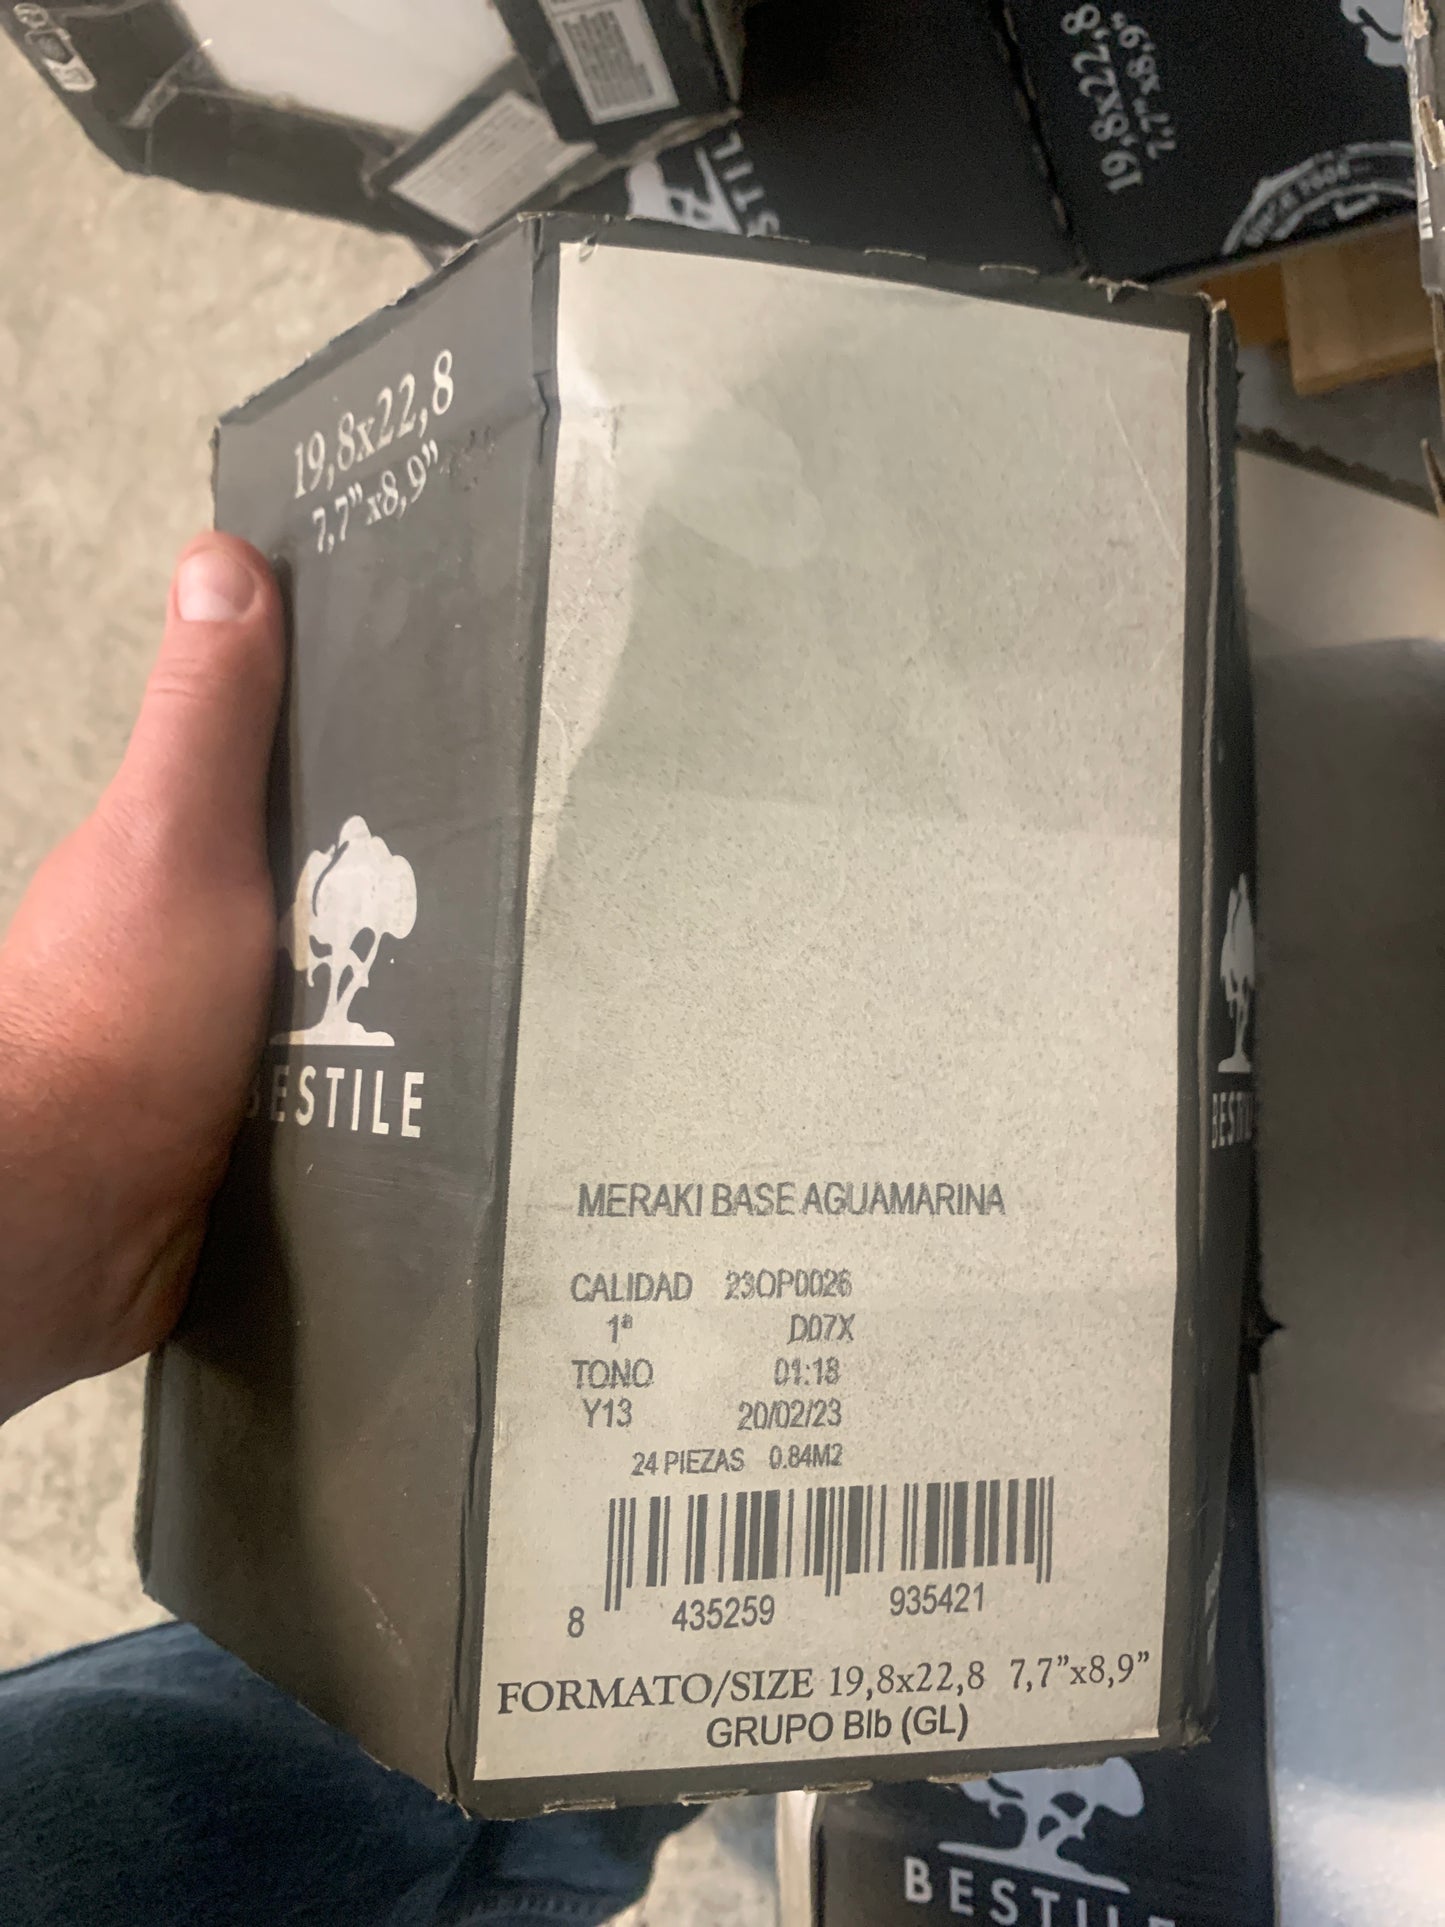 19,8x22,8
7,7"x8,9"
STIL
19,8x22,8
7,7"x8,9"
BESTILE
MERAKI BASE AGUAMARINA
CALIDAD 23OP0026
1ª D07X
TONO 01:18
Y13 20/02/23
24 PIEZAS 0.84M2
8 435259 935421
FORMATO/SIZE 19,8x22,8 7,7"x8,9"
GRUPO BIb (GL)
BESTIL
BESTILE